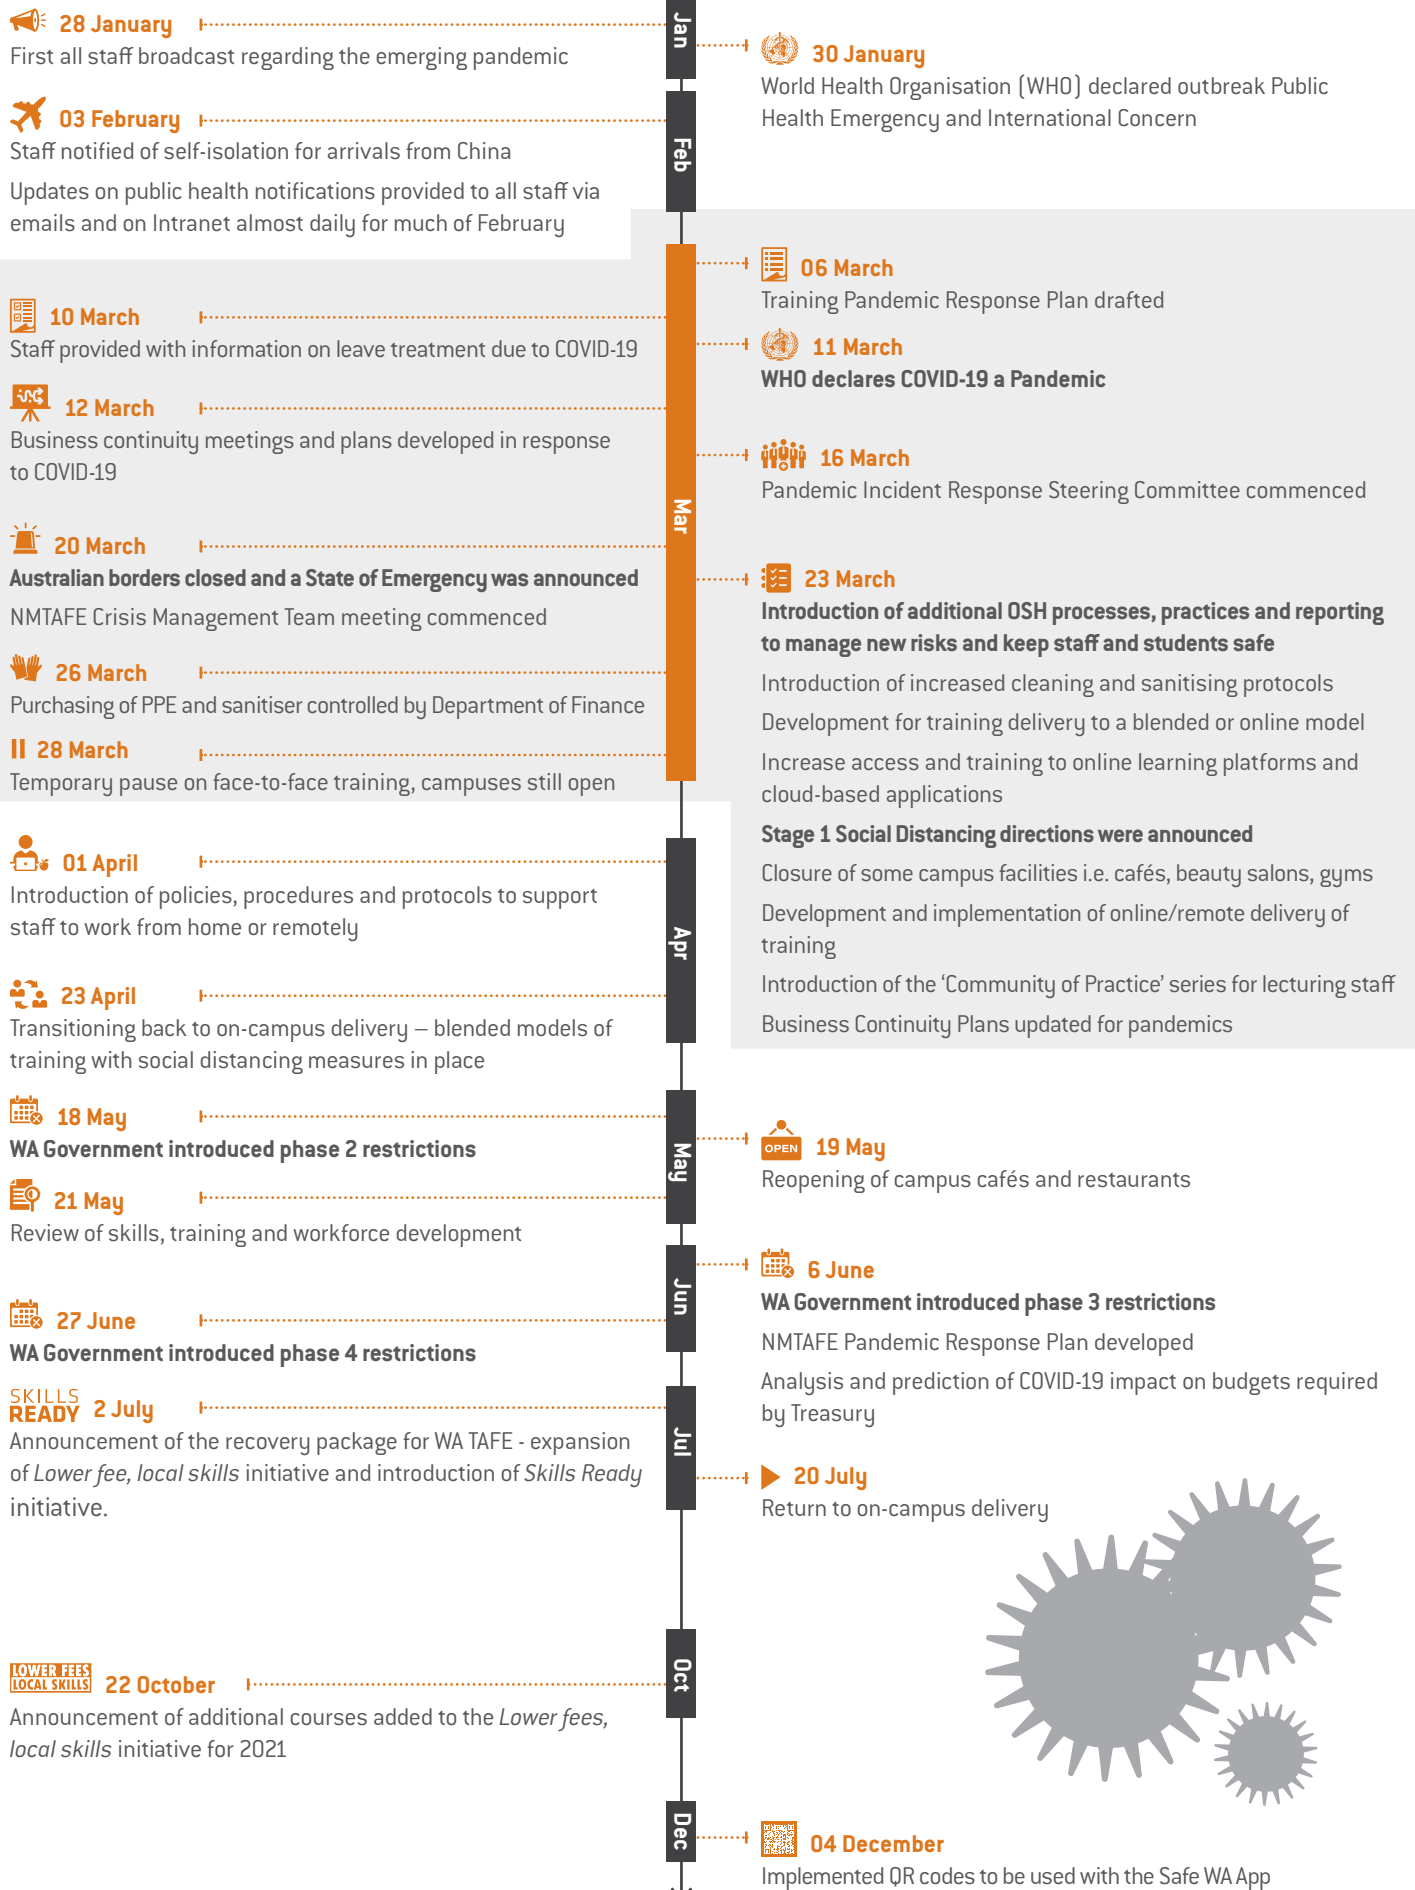 Jan
28 January
First all staff broadcast regarding the emerging pandemic
30 January
World Health Organisation (WHO) declared outbreak Public
Health Emergency and International Concern
Feb
03 February
Staff notified of self-isolation for arrivals from China
Updates on public health notifications provided to all staff via
emails and on Intranet almost daily for much of February
Mar
06 March
Training Pandemic Response Plan drafted
10 March
Staff provided with information on leave treatment due to COVID-19
11 March
WHO declares COVID-19 a Pandemic
12 March
Business continuity meetings and plans developed in response
to COVID-19
16 March
Pandemic Incident Response Steering Committee commenced
20 March
Australian borders closed and a State of Emergency was announced
NMTAFE Crisis Management Team meeting commenced
23 March
Introduction of additional OSH processes, practices and reporting
to manage new risks and keep staff and students safe
Introduction of increased cleaning and sanitising protocols
Development for training delivery to a blended or online model
Increase access and training to online learning platforms and
cloud-based applications
Stage 1 Social Distancing directions were announced
Closure of some campus facilities i.e. cafés, beauty salons, gyms
Development and implementation of online/remote delivery of
training
Introduction of the ‘Community of Practice’ series for lecturing staff
Business Continuity Plans updated for pandemics
26 March
Purchasing of PPE and sanitiser controlled by Department of Finance
28 March
Temporary pause on face-to-face training, campuses still open
Apr
01 April
Introduction of policies, procedures and protocols to support
staff to work from home or remotely
23 April
Transitioning back to on-campus delivery – blended models of
training with social distancing measures in place
May
18 May
WA Government introduced phase 2 restrictions
OPEN
19 May
Reopening of campus cafés and restaurants
21 May
Review of skills, training and workforce development
Jun
6 June
WA Government introduced phase 3 restrictions
NMTAFE Pandemic Response Plan developed
Analysis and prediction of COVID-19 impact on budgets required
by Treasury
27 June
WA Government introduced phase 4 restrictions
Jul
SKILLS
READY
2 July
Announcement of the recovery package for WA TAFE - expansion
of Lower fee, local skills initiative and introduction of Skills Ready
initiative.
20 July
Return to on-campus delivery
Oct
LOWER FEES
LOCAL SKILLS
22 October
Announcement of additional courses added to the Lower fees,
local skills initiative for 2021
Dec
04 December
Implemented QR codes to be used with the Safe WA App